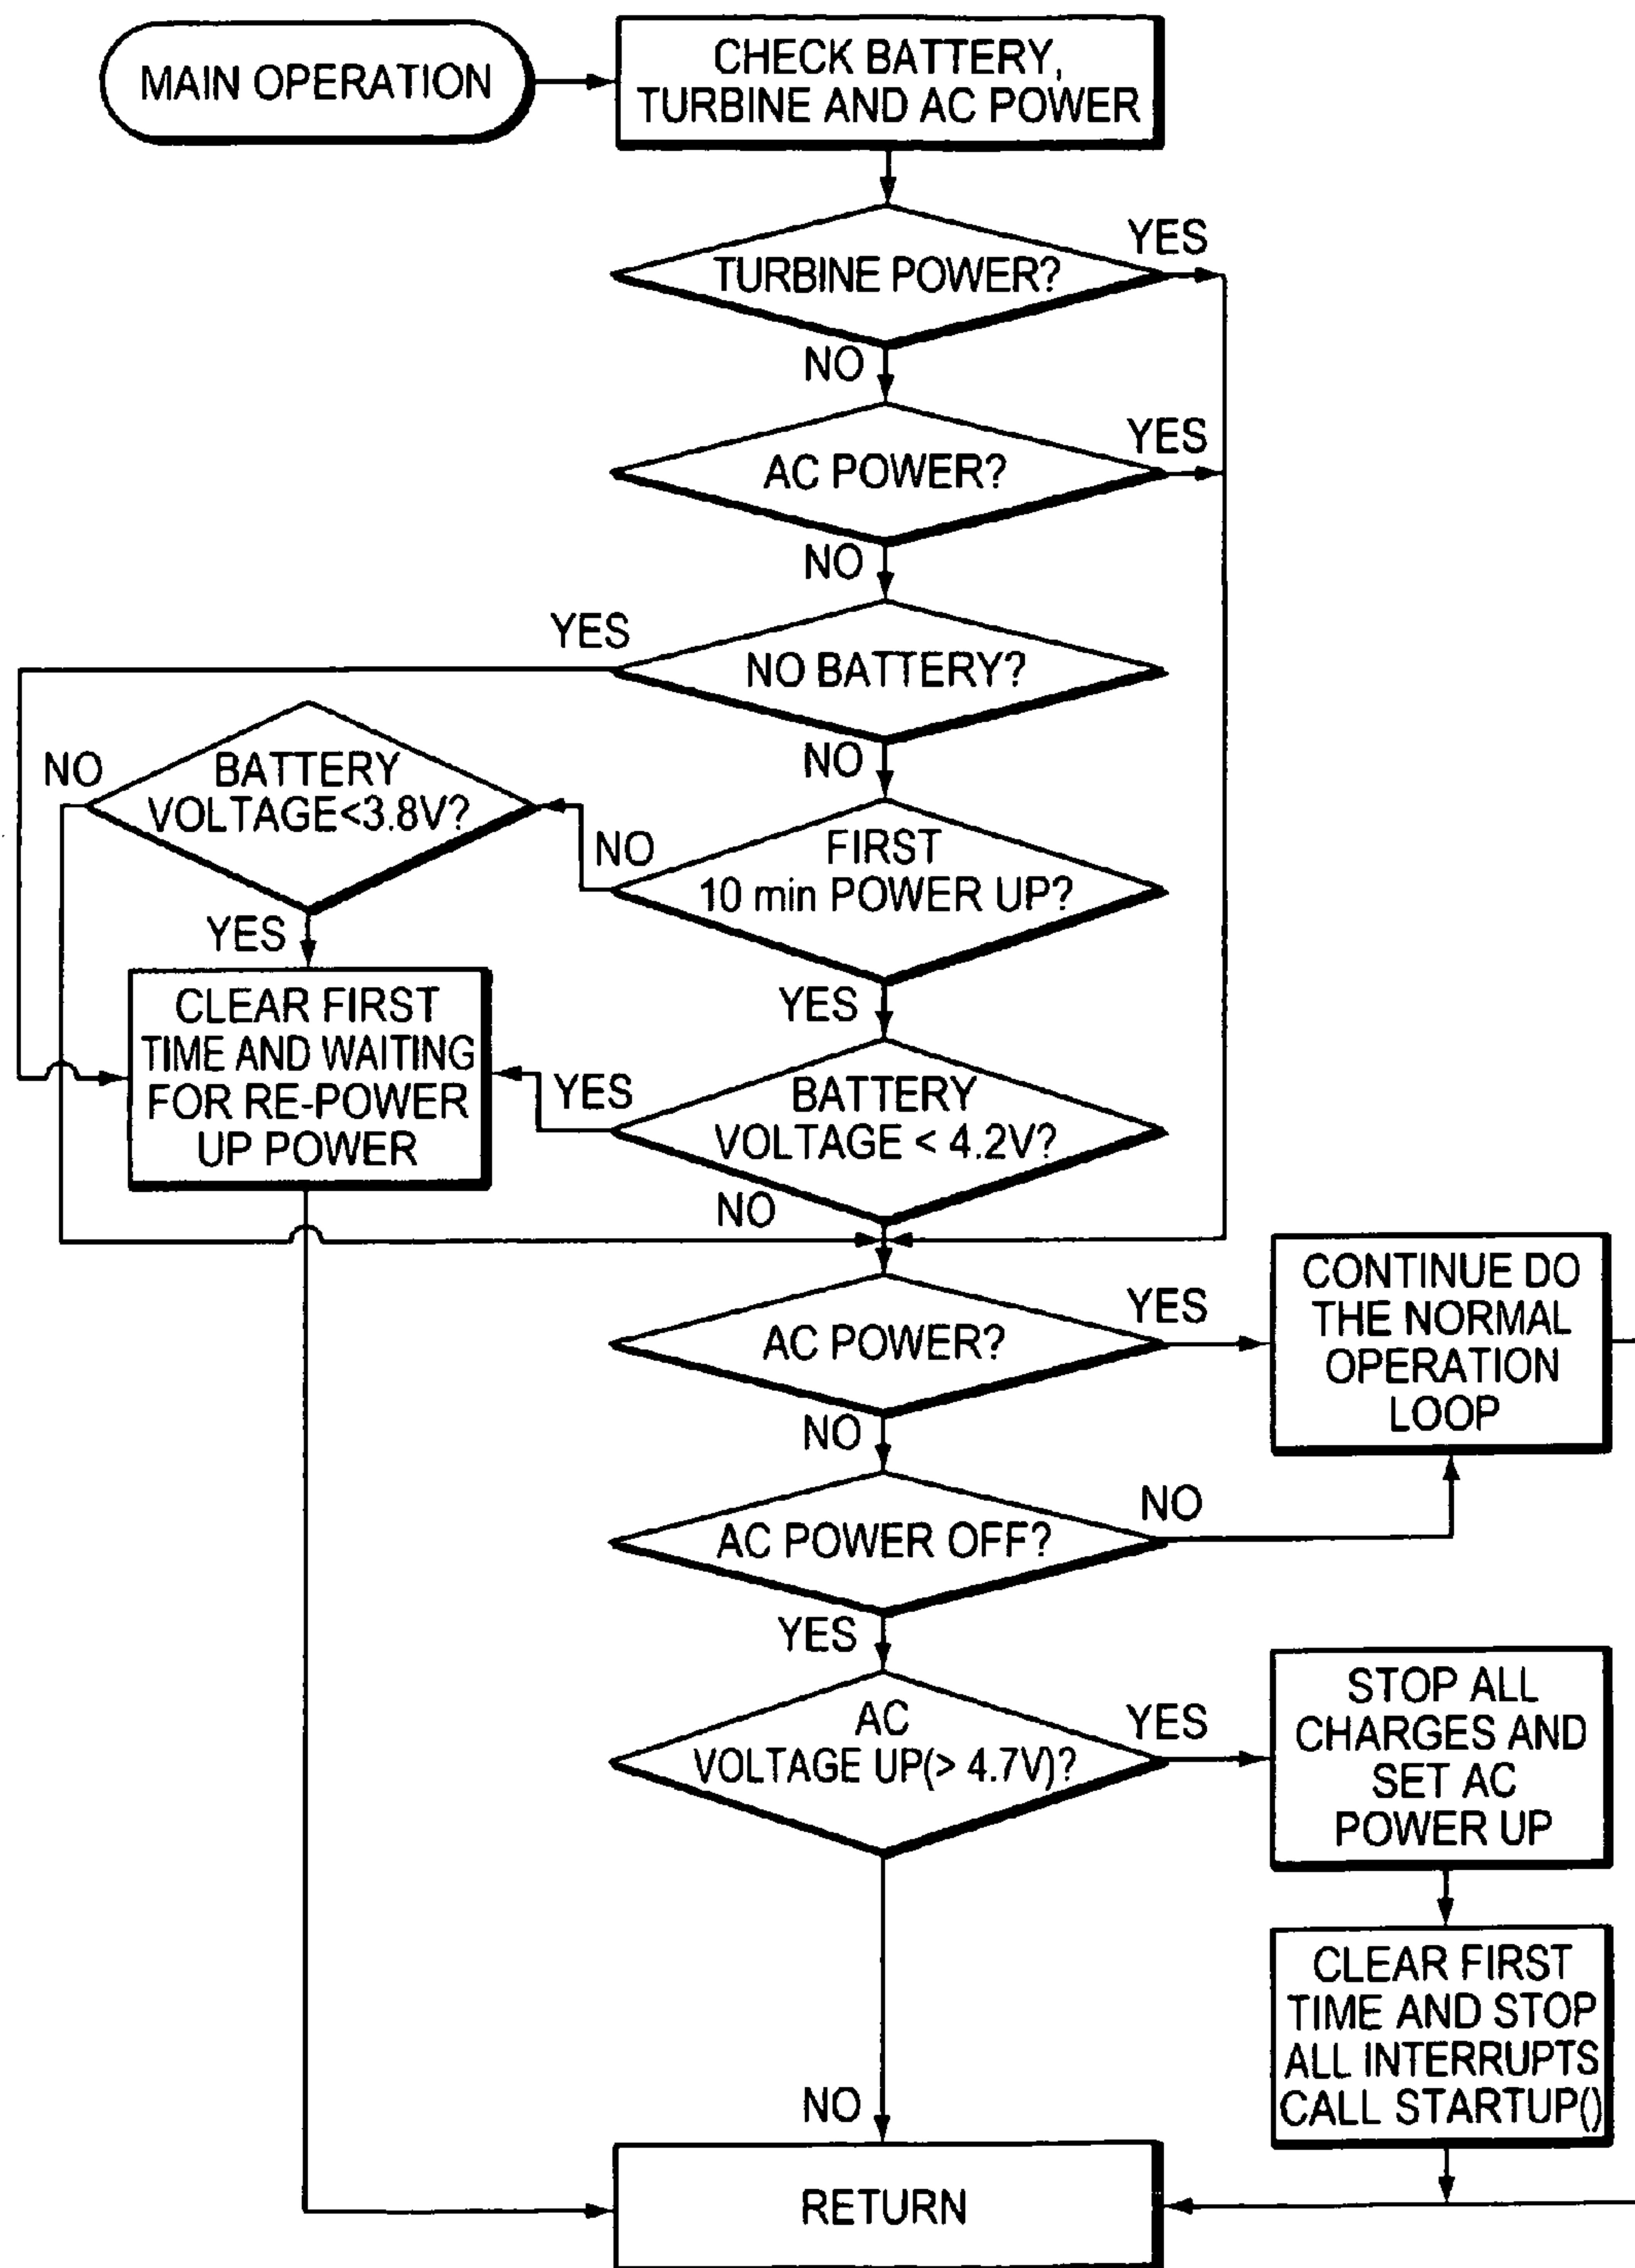 MAIN OPERATION
CHECK BATTERY,
TURBINE AND AC POWER
TURBINE POWER?
YES
NO
AC POWER?
YES
NO
NO BATTERY?
YES
NO
BATTERY
VOLTAGE<3.8V?
NO
YES
FIRST
10 min POWER UP?
NO
YES
CLEAR FIRST
TIME AND WAITING
FOR RE-POWER
UP POWER
BATTERY
VOLTAGE < 4.2V?
YES
NO
AC POWER?
YES
NO
CONTINUE DO
THE NORMAL
OPERATION
LOOP
AC POWER OFF?
NO
YES
AC
VOLTAGE UP(> 4.7V)?
YES
NO
STOP ALL
CHARGES AND
SET AC
POWER UP
CLEAR FIRST
TIME AND STOP
ALL INTERRUPTS
CALL STARTUP()
RETURN